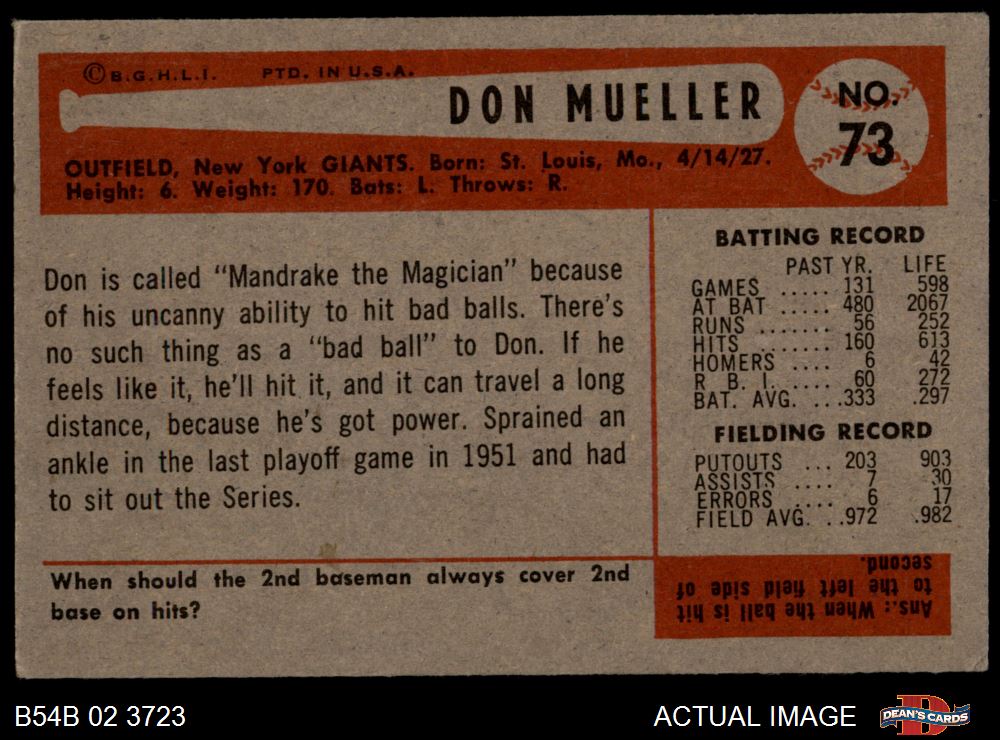 ©B.G.H.L.I. PTD. IN U.S.A.
DON MUELLER
NO.
73
OUTFIELD, New York GIANTS. Born: St. Louis, Mo., 4/14/27.
Height: 6. Weight: 170. Bats: L. Throws: R.
Don is called “Mandrake the Magician” because
of his uncanny ability to hit bad balls. There's
no such thing as a “bad ball” to Don. If he
feels like it, he'll hit it, and it can travel a long
distance, because he's got power. Sprained an
ankle in the last playoff game in 1951 and had
to sit out the Series.
BATTING RECORD
PAST YR. LIFE
GAMES ..... 131 598
AT BAT ..... 480 2067
RUNS ....... 56 252
HITS ....... 160 613
HOMERS .... 6 42
R. B. I. .... 60 272
BAT. AVG. ...333 .297
FIELDING RECORD
PUTOUTS ... 203 903
ASSISTS .... 7 30
ERRORS .... 6 17
FIELD AVG. ..972 .982
When should the 2nd baseman always cover 2nd
base on hits?
Ans.: When the ball is hit
to the left field side of
second.
B54B 02 3723
ACTUAL IMAGE
DEAN'S CARDS